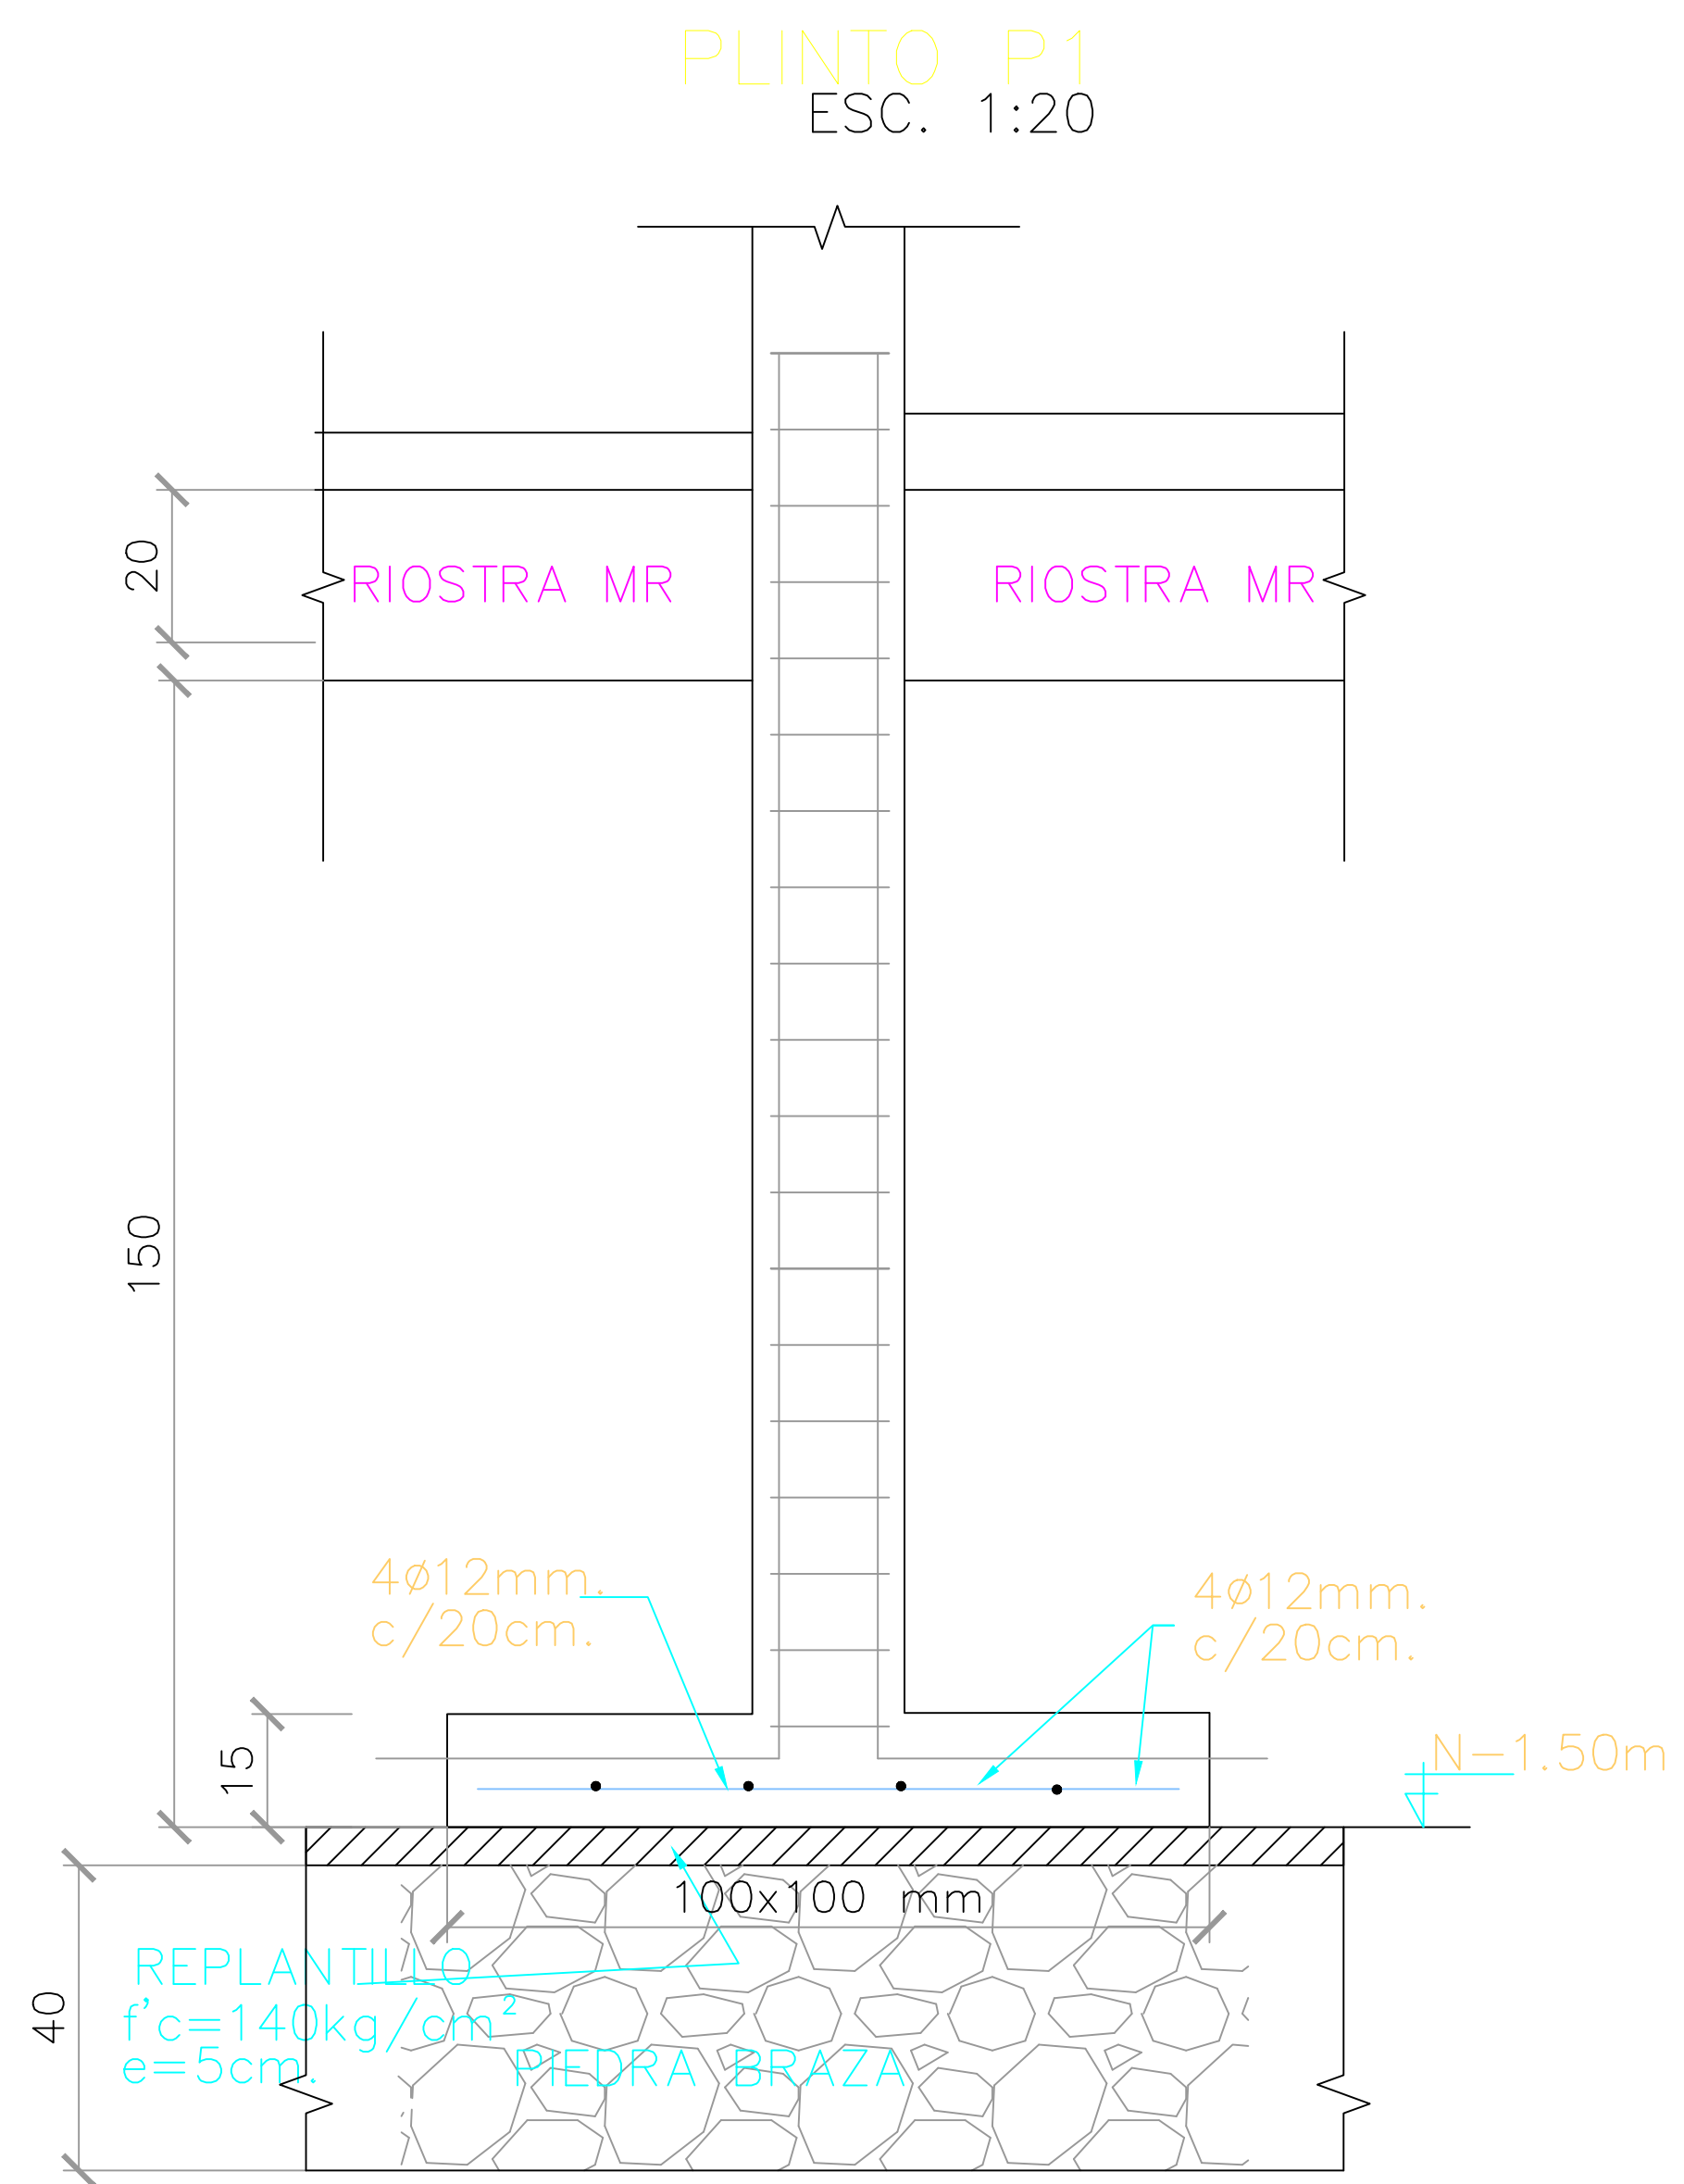 PLINTO P1
ESC. 1:20
20
RIOSTRA MR
RIOSTRA MR
150
4ø12mm.
c/20cm.
4ø12mm.
c/20cm.
15
N-1.50m
100x100 mm
REPLANTILLO
f'c=140kg/cm²
e=5cm.
40
PIEDRA BRAZA